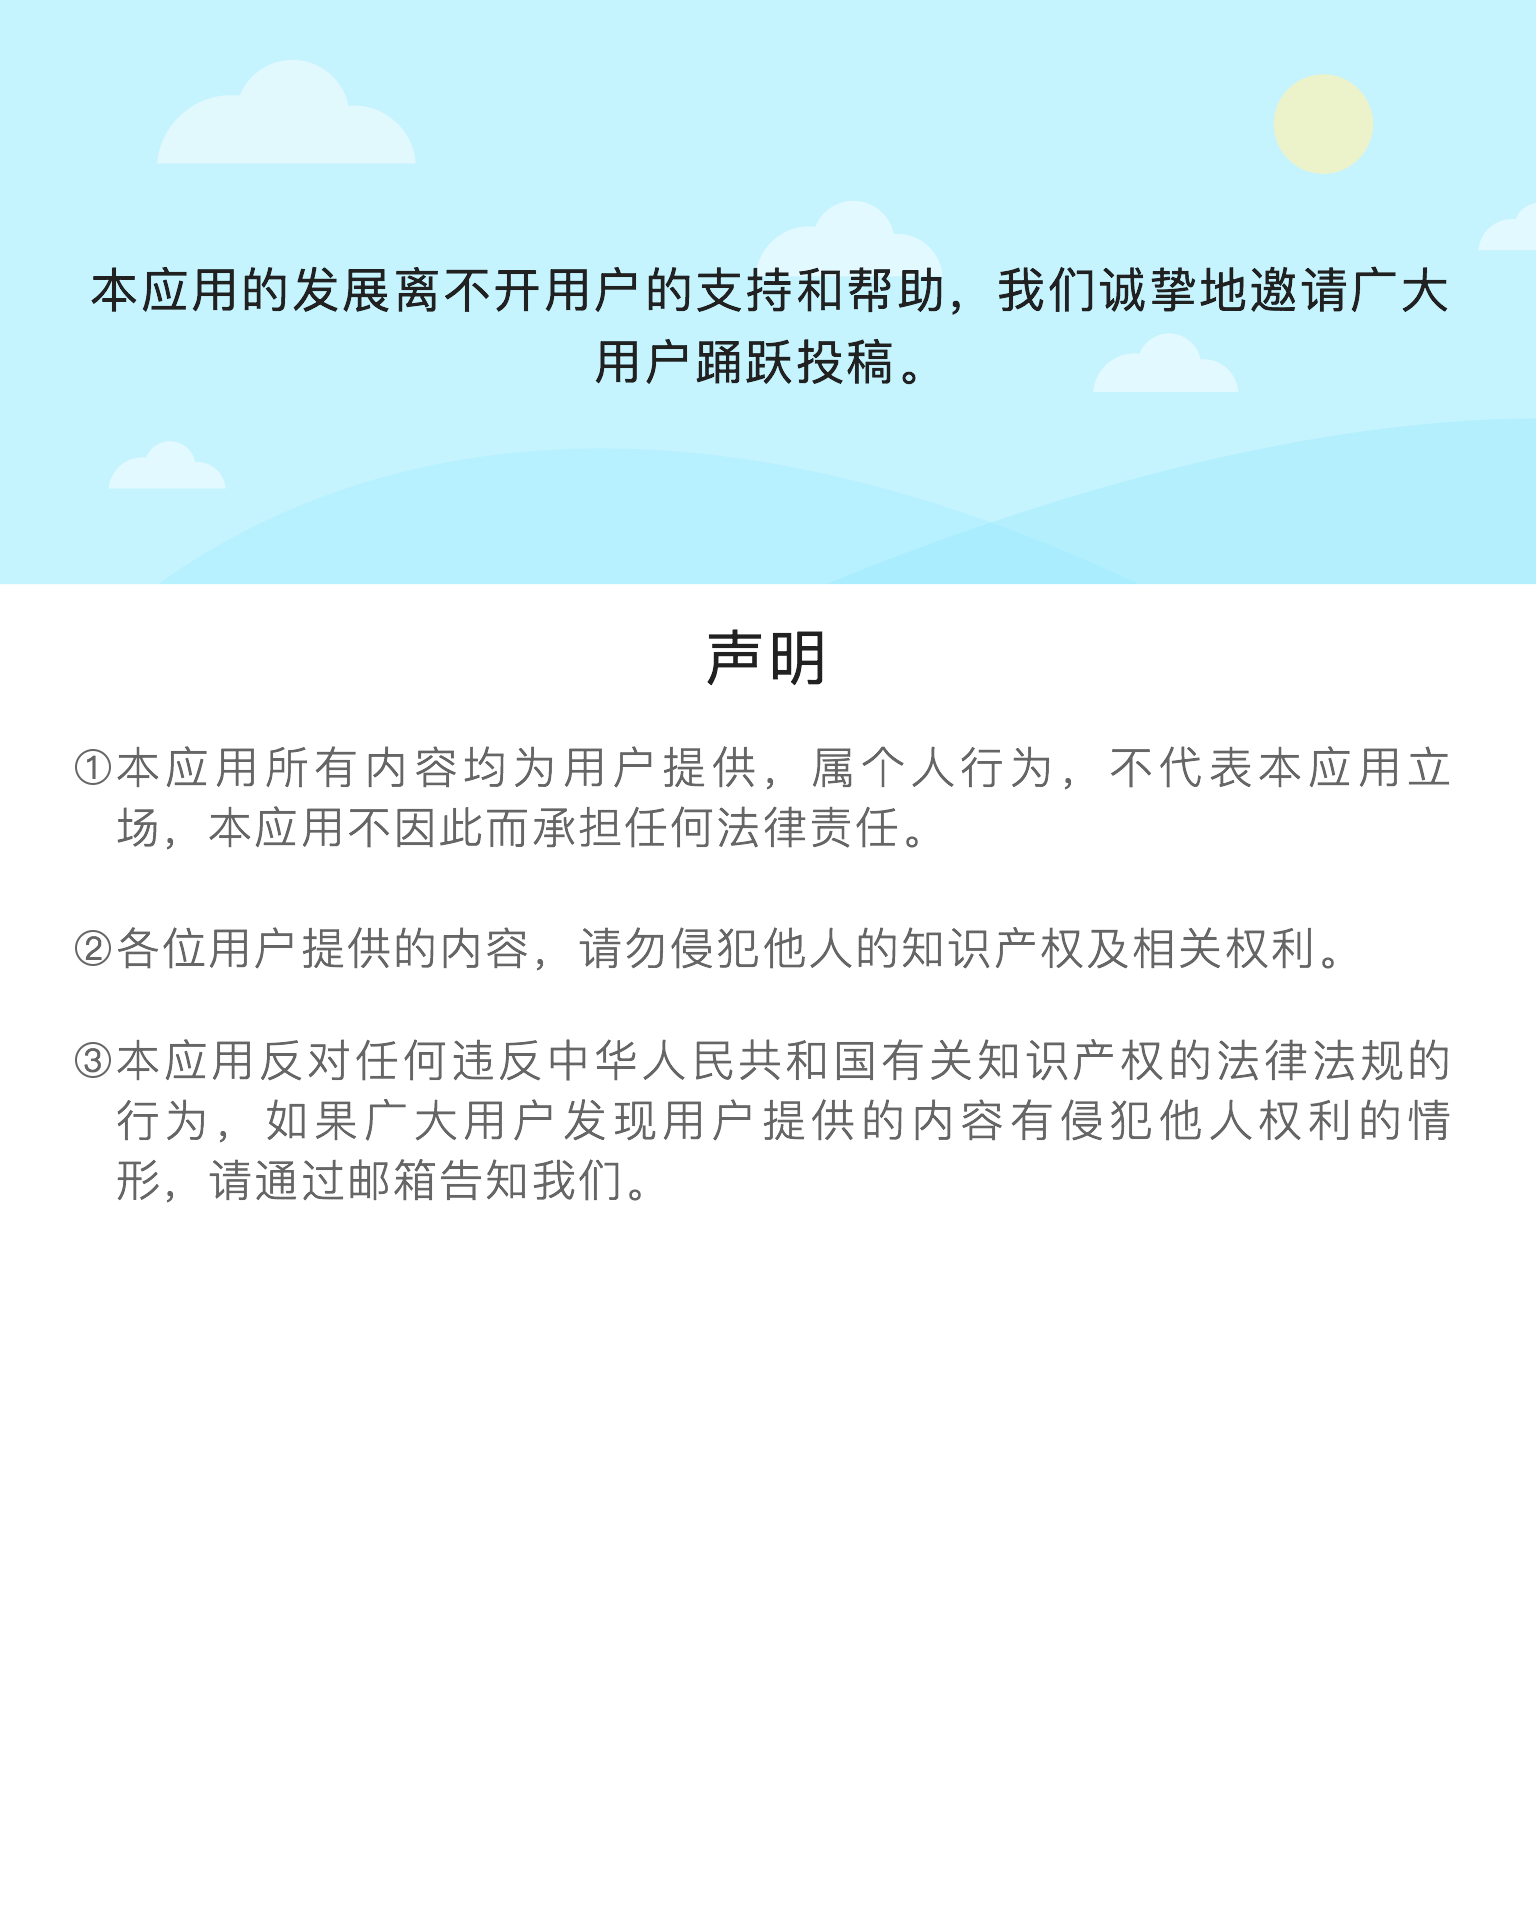 本应用的发展离不开用户的支持和帮助，我们诚挚地邀请广大
用户踊跃投稿。
声明
①本应用所有内容均为用户提供，属个人行为，不代表本应用立
场，本应用不因此而承担任何法律责任。
②各位用户提供的内容，请勿侵犯他人的知识产权及相关权利。
③本应用反对任何违反中华人民共和国有关知识产权的法律法规的
行为，如果广大用户发现用户提供的内容有侵犯他人权利的情
形，请通过邮箱告知我们。